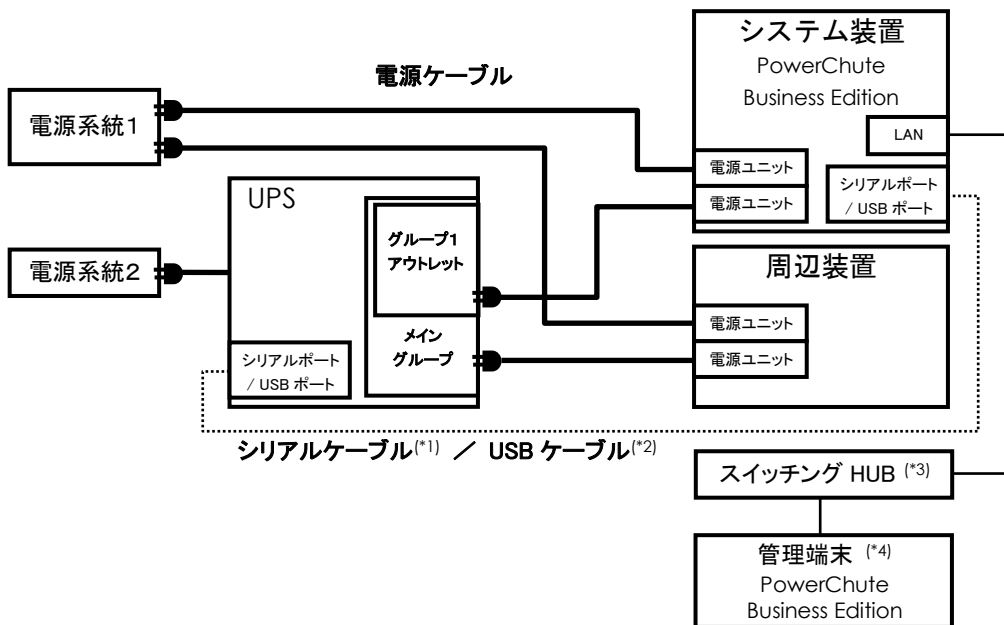 システム装置
PowerChute
Business Edition
電源ケーブル
電源系統1
LAN
電源ユニット
電源ユニット
シリアルポート
/ USB ポート
UPS
グループ1
アウトレット
電源系統2
周辺装置
電源ユニット
電源ユニット
メイン
グループ
シリアルポート
/ USB ポート
シリアルケーブル(*1) / USB ケーブル(*2)
スイッチング HUB (*3)
管理端末 (*4)
PowerChute
Business Edition